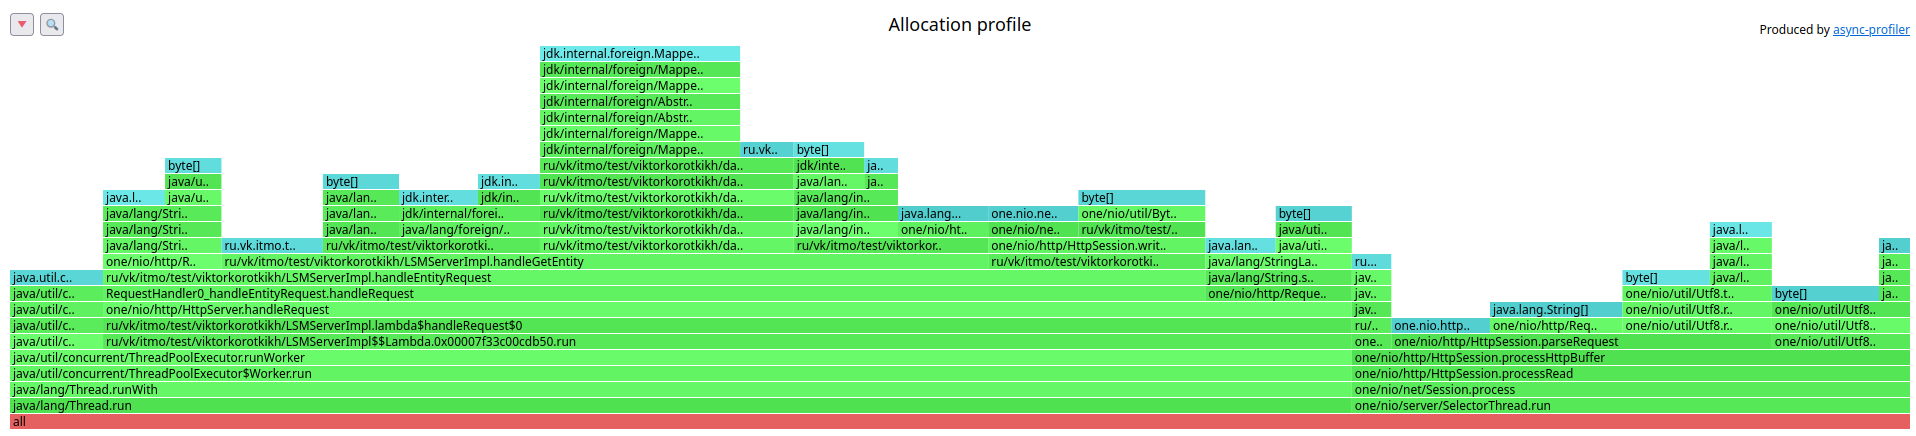 Allocation profile
Produced by async-profiler
jdk.internal.foreign.Mappe..
jdk/internal/foreign/Mappe..
jdk/internal/foreign/Mappe..
jdk/internal/foreign/Abstr..
jdk/internal/foreign/Abstr..
jdk/internal/foreign/Mappe..
jdk/internal/foreign/Mappe.. ru.vk.. byte[]
byte[] ru/vk/itmo/test/viktorkorotkikh/da.. jdk/inte.. ja..
java/u.. byte[] jdk.in.. ru/vk/itmo/test/viktorkorotkikh/da.. java/lan.. ja..
java.l.. java/u.. java/lan.. jdk.inter.. jdk/in.. ru/vk/itmo/test/viktorkorotkikh/da.. java/lang/in.. byte[]
java/lang/Stri.. java/lan.. jdk/internal/forei.. ru/vk/itmo/test/viktorkorotkikh/da.. java/lang/in.. java.lang... one.nio.ne.. one/nio/util/Byt.. byte[]
java/lang/Stri.. java/lan.. java/lang/foreign/.. ru/vk/itmo/test/viktorkorotkikh/da.. java/lang/in.. one/nio/ht.. one/nio/ne.. ru/vk/itmo/test/.. java/uti.. java.l..
java/lang/Stri.. ru.vk.itmo.t.. ru/vk/itmo/test/viktorkorotki.. ru/vk/itmo/test/viktorkorotkikh/da.. ru/vk/itmo/test/viktorkor.. one/nio/http/HttpSession.writ.. java.lan.. java/uti.. java/l.. ja..
one/nio/http/R.. ru/vk/itmo/test/viktorkorotkikh/LSMServerImpl.handleGetEntity ru/vk/itmo/test/viktorkorotki.. java/lang/StringLa.. ru... java/l.. ja..
java.util.c.. ru/vk/itmo/test/viktorkorotkikh/LSMServerImpl.handleEntityRequest java/lang/String.s.. jav.. byte[] java/l.. ja..
java/util/c.. RequestHandler0_handleEntityRequest.handleRequest one/nio/http/Reque.. jav.. one/nio/util/Utf8.t.. byte[] ja..
java/util/c.. one/nio/http/HttpServer.handleRequest jav.. java.lang.String[] one/nio/util/Utf8.r.. one/nio/util/Utf8..
java/util/c.. ru/vk/itmo/test/viktorkorotkikh/LSMServerImpl.lambda$handleRequest$0 ru/.. one.nio.http.. one/nio/http/Req.. one/nio/util/Utf8.r.. one/nio/util/Utf8..
java/util/c.. ru/vk/itmo/test/viktorkorotkikh/LSMServerImpl$$Lambda.0x00007f33c00cdb50.run one.. one/nio/http/HttpSession.parseRequest one/nio/util/Utf8..
java/util/concurrent/ThreadPoolExecutor.runWorker one/nio/http/HttpSession.processHttpBuffer
java/util/concurrent/ThreadPoolExecutor$Worker.run one/nio/http/HttpSession.processRead
java/lang/Thread.runWith one/nio/net/Session.process
java/lang/Thread.run one/nio/server/SelectorThread.run
all